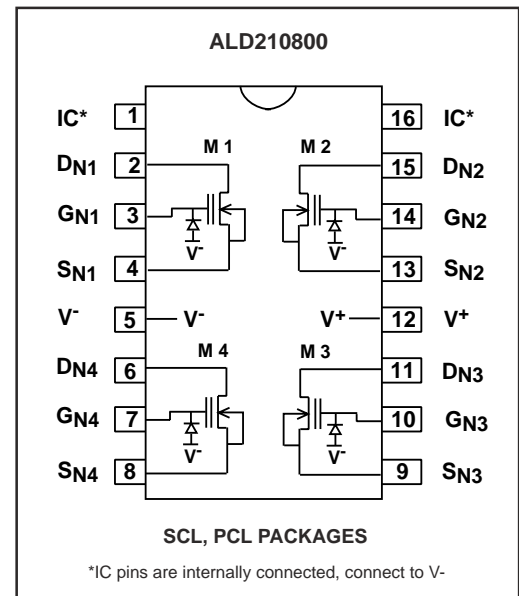 ALD210800
IC* 1 16 IC*
M 1 M 2
DN1 2 15 DN2
GN1 3 14 GN2
V- V-
SN1 4 13 SN2
V- 5 V- V+ 12 V+
M 4 M 3
DN4 6 11 DN3
GN4 7 10 GN3
V- V-
SN4 8 9 SN3
SCL, PCL PACKAGES
*IC pins are internally connected, connect to V-